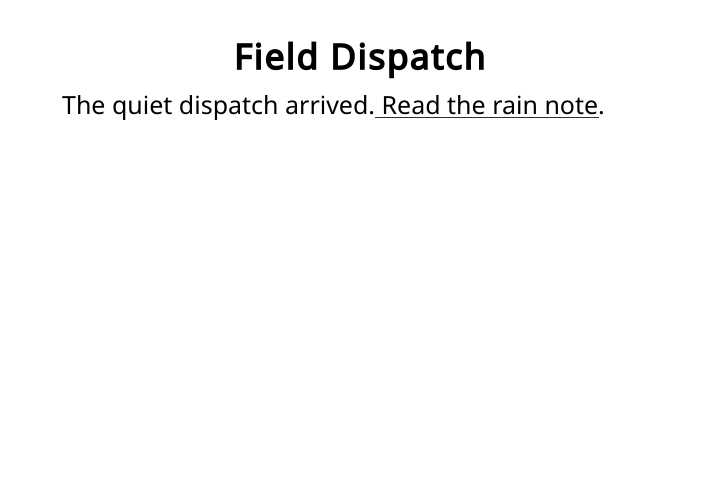 Field Dispatch
The quiet dispatch arrived. Read the rain note.